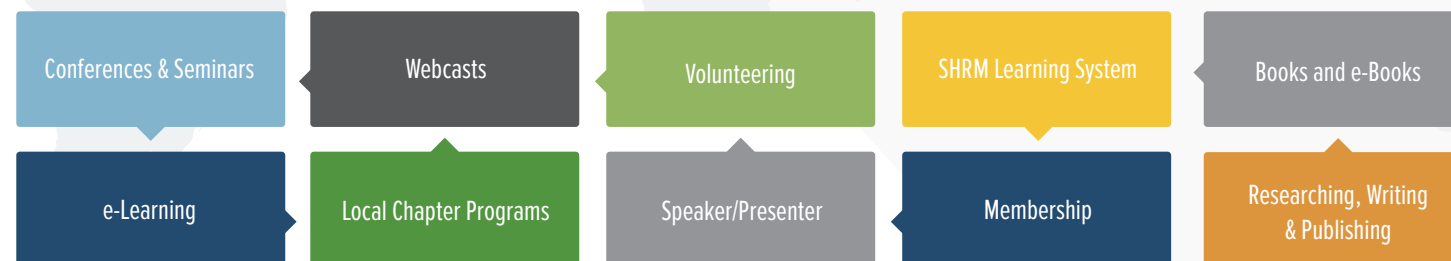 Conferences & Seminars
Webcasts
Volunteering
SHRM Learning System
Books and e-Books
e-Learning
Local Chapter Programs
Speaker/Presenter
Membership
Researching, Writing
& Publishing